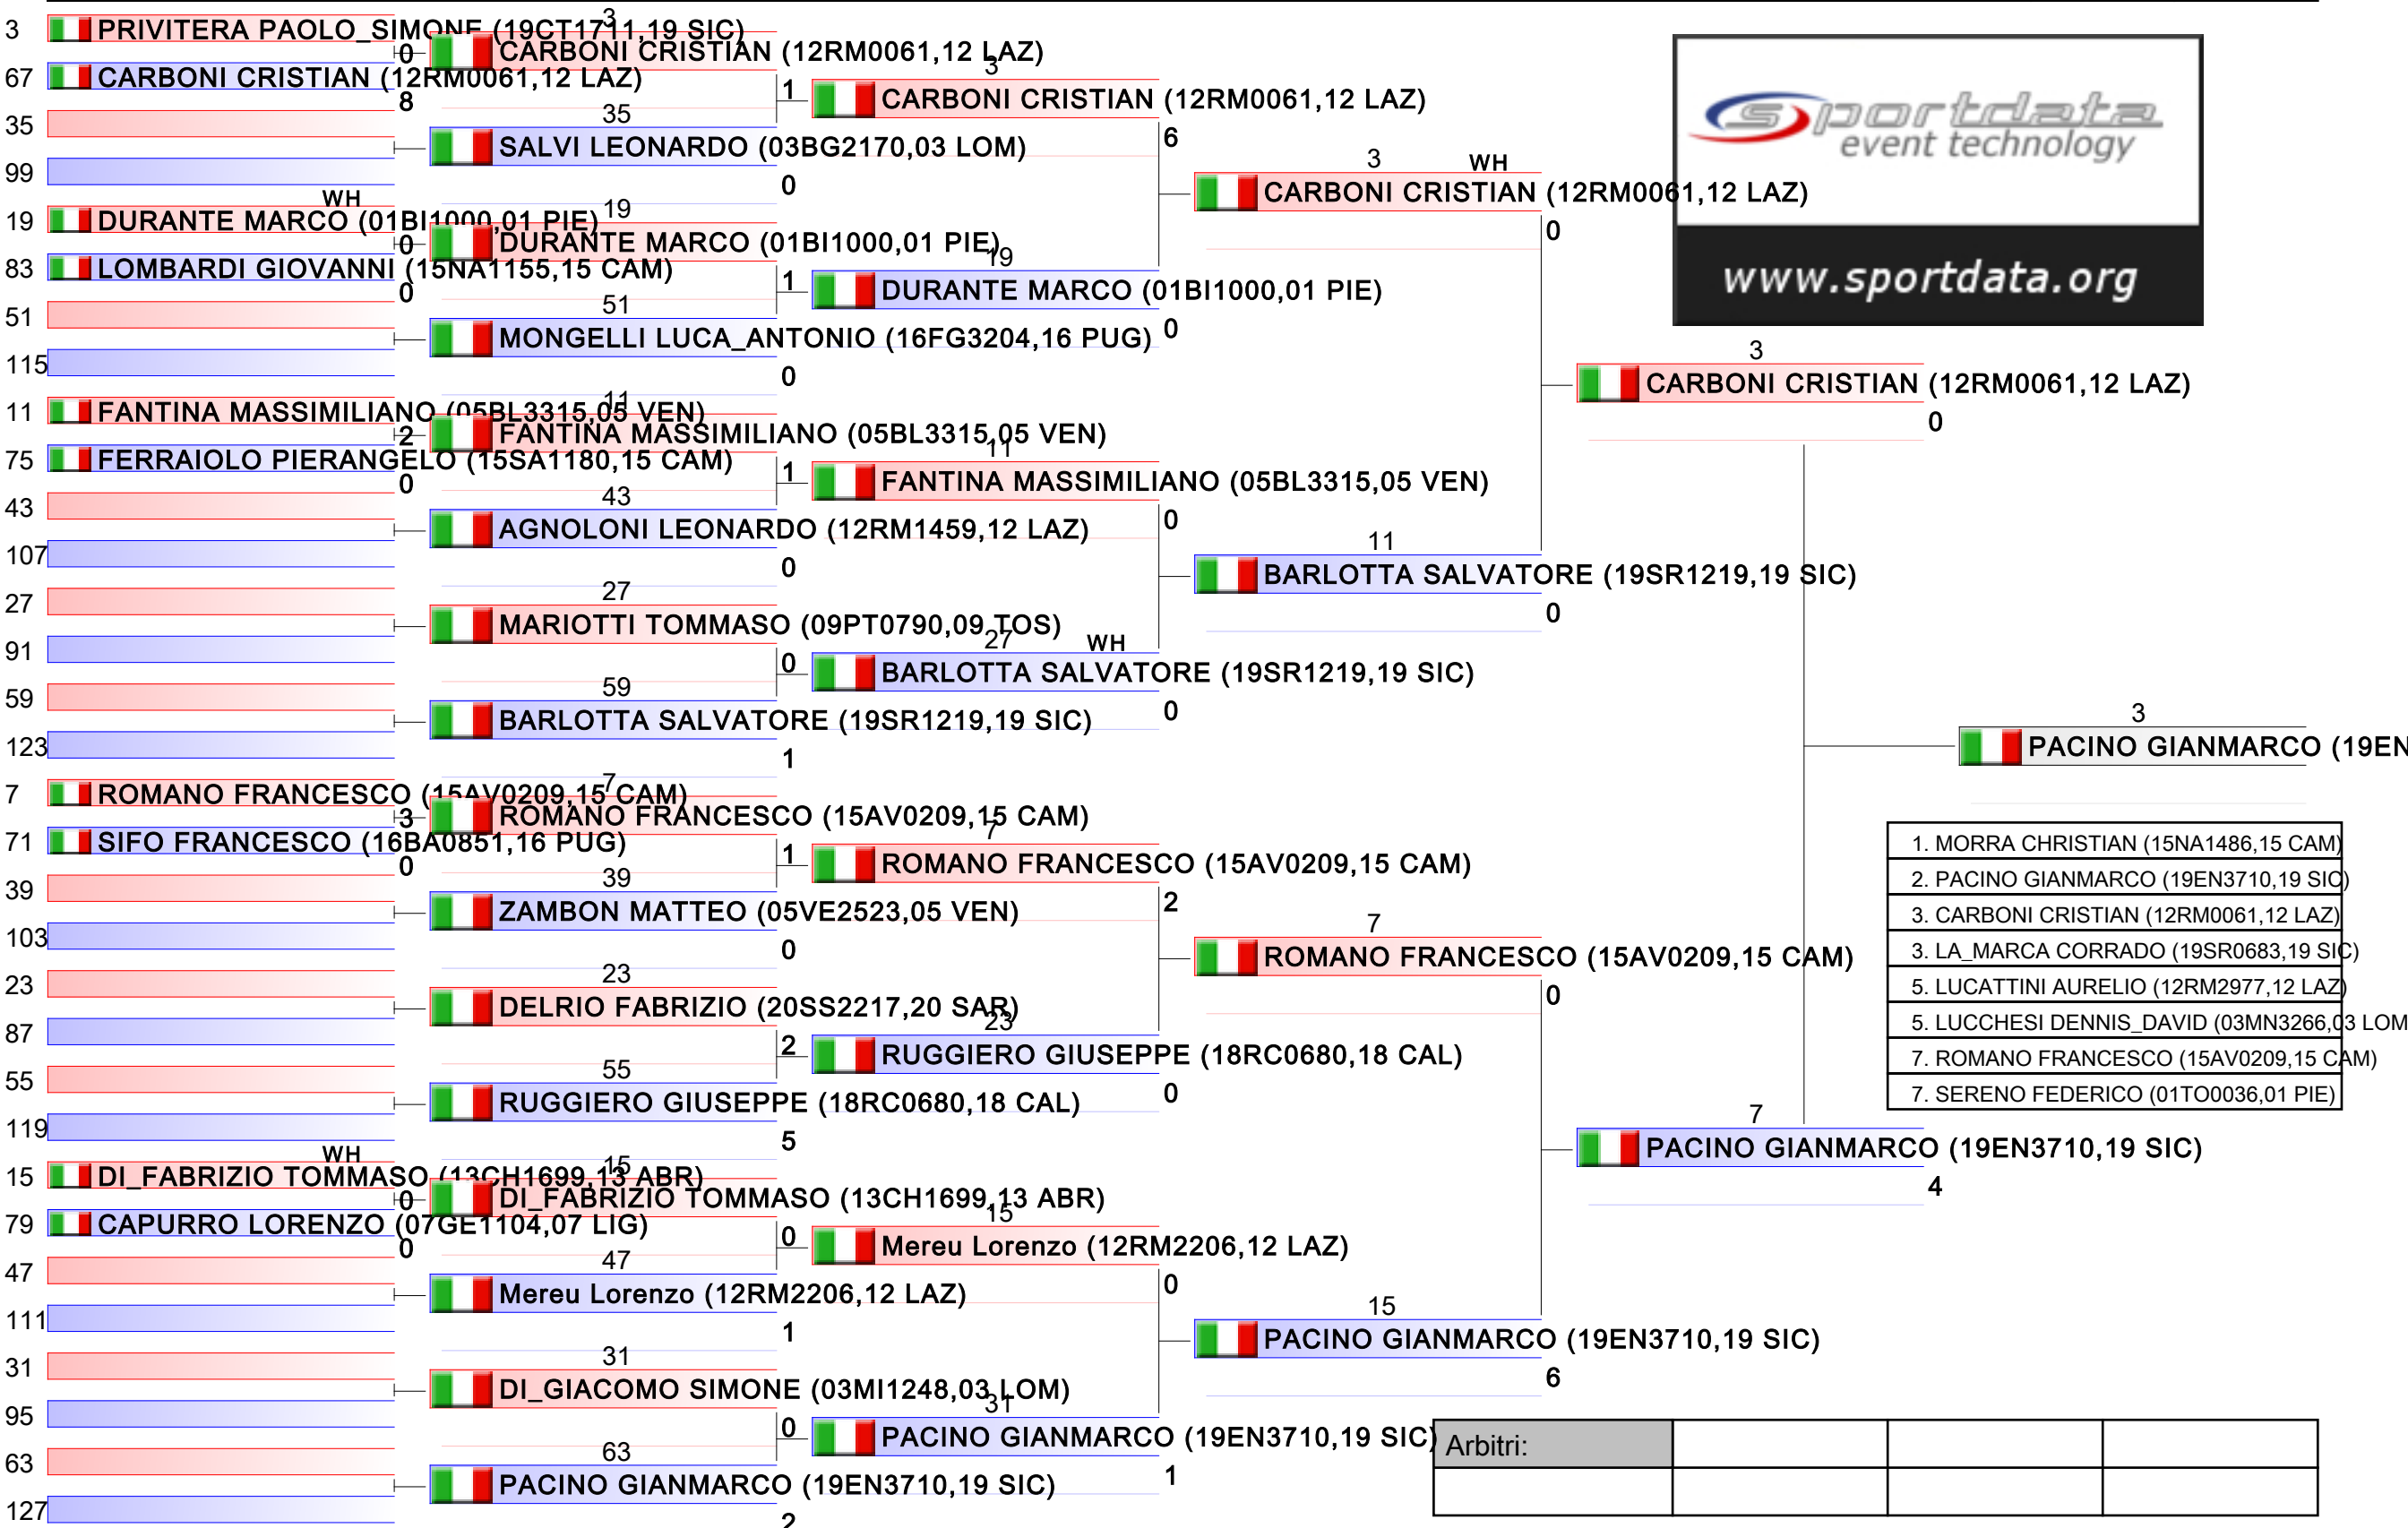 3 PRIVITERA PAOLO_SIMONE (19CT1711,19 SIC)
0
67 CARBONI CRISTIAN (12RM0061,12 LAZ)
8
35
99
WH
19 DURANTE MARCO (01BI1000,01 PIE)
0
83 LOMBARDI GIOVANNI (15NA1155,15 CAM)
0
51
115
11 FANTINA MASSIMILIANO (05BL3315,05 VEN)
2
75 FERRAIOLO PIERANGELO (15SA1180,15 CAM)
0
43
107
27
91
59
123
7 ROMANO FRANCESCO (15AV0209,15 CAM)
3
71 SIFO FRANCESCO (16BA0851,16 PUG)
0
39
103
23
87
55
119
WH
15 DI_FABRIZIO TOMMASO (13CH1699,13 ABR)
0
79 CAPURRO LORENZO (07GE1104,07 LIG)
0
47
111
31
95
63
127
3
CARBONI CRISTIAN (12RM0061,12 LAZ)
1
35
SALVI LEONARDO (03BG2170,03 LOM)
0
19
DURANTE MARCO (01BI1000,01 PIE)
1
51
MONGELLI LUCA_ANTONIO (16FG3204,16 PUG)
0
11
FANTINA MASSIMILIANO (05BL3315,05 VEN)
1
43
AGNOLONI LEONARDO (12RM1459,12 LAZ)
0
27
MARIOTTI TOMMASO (09PT0790,09 TOS)
0
59
BARLOTTA SALVATORE (19SR1219,19 SIC)
1
7
ROMANO FRANCESCO (15AV0209,15 CAM)
1
39
ZAMBON MATTEO (05VE2523,05 VEN)
0
23
DELRIO FABRIZIO (20SS2217,20 SAR)
2
55
RUGGIERO GIUSEPPE (18RC0680,18 CAL)
5
15
DI_FABRIZIO TOMMASO (13CH1699,13 ABR)
0
47
Mereu Lorenzo (12RM2206,12 LAZ)
1
31
DI_GIACOMO SIMONE (03MI1248,03 LOM)
0
63
PACINO GIANMARCO (19EN3710,19 SIC)
2
3
CARBONI CRISTIAN (12RM0061,12 LAZ)
6
19
DURANTE MARCO (01BI1000,01 PIE)
0
11
FANTINA MASSIMILIANO (05BL3315,05 VEN)
0
27 WH
BARLOTTA SALVATORE (19SR1219,19 SIC)
0
7
ROMANO FRANCESCO (15AV0209,15 CAM)
2
23
RUGGIERO GIUSEPPE (18RC0680,18 CAL)
0
15
Mereu Lorenzo (12RM2206,12 LAZ)
0
31
PACINO GIANMARCO (19EN3710,19 SIC)
1
3 WH
CARBONI CRISTIAN (12RM0061,12 LAZ)
0
11
BARLOTTA SALVATORE (19SR1219,19 SIC)
0
7
ROMANO FRANCESCO (15AV0209,15 CAM)
0
15
PACINO GIANMARCO (19EN3710,19 SIC)
6
sportdata
event technology
www.sportdata.org
3
CARBONI CRISTIAN (12RM0061,12 LAZ)
0
7
PACINO GIANMARCO (19EN3710,19 SIC)
4
3
PACINO GIANMARCO (19EN
1. MORRA CHRISTIAN (15NA1486,15 CAM)
2. PACINO GIANMARCO (19EN3710,19 SIC)
3. CARBONI CRISTIAN (12RM0061,12 LAZ)
3. LA_MARCA CORRADO (19SR0683,19 SIC)
5. LUCATTINI AURELIO (12RM2977,12 LAZ)
5. LUCCHESI DENNIS_DAVID (03MN3266,03 LOM
7. ROMANO FRANCESCO (15AV0209,15 CAM)
7. SERENO FEDERICO (01TO0036,01 PIE)
Arbitri: